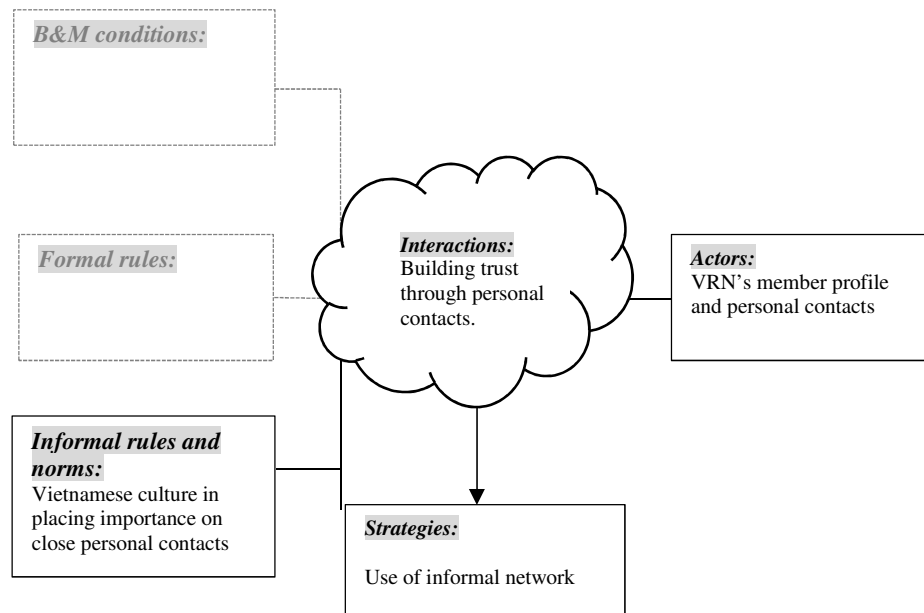 B&M conditions:
Formal rules:
Informal rules and
norms:
Vietnamese culture in
placing importance on
close personal contacts
Interactions:
Building trust
through personal
contacts.
Actors:
VRN’s member profile
and personal contacts
Strategies:
Use of informal network